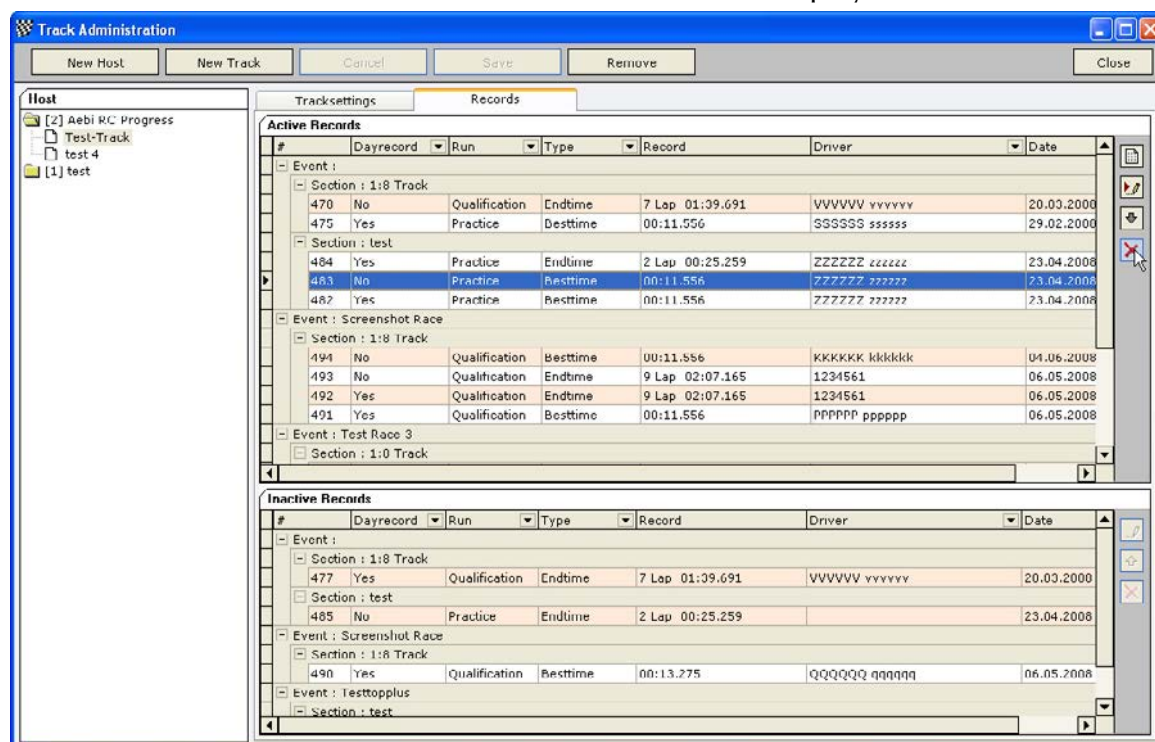 Track Administration
New Host New Track Cancel Save Remove Close
Host
[2] Aebi RC Progress
Test-Track
test 4
[1] test
Tracksettings Records
Active Records
# Dayrecord Run Type Record Driver Date
Event :
Section : 1:8 Track
470 No Qualification Endtime 7 Lap 01:39.691 VVVVVV vvvvvv 20.03.2000
475 Yes Practice Besttime 00:11.556 SSSSSS ssssss 29.02.2000
Section : test
484 Yes Practice Endtime 2 Lap 00:25.259 ZZZZZZ zzzzzz 23.04.2008
483 No Practice Besttime 00:11.556 ZZZZZZ zzzzzz 23.04.2008
482 Yes Practice Besttime 00:11.556 ZZZZZZ zzzzzz 23.04.2008
Event : Screenshot Race
Section : 1:8 Track
494 No Qualification Besttime 00:11.556 KKKKKK kkkkkk 04.06.2008
493 No Qualification Endtime 9 Lap 02:07.165 1234561 06.05.2008
492 Yes Qualification Endtime 9 Lap 02:07.165 1234561 06.05.2008
491 Yes Qualification Besttime 00:11.556 PPPPPP pppppp 06.05.2008
Event : Test Race 3
Section : 1:0 Track
Inactive Records
# Dayrecord Run Type Record Driver Date
Event :
Section : 1:8 Track
477 Yes Qualification Endtime 7 Lap 01:39.691 VVVVVV vvvvvv 20.03.2000
Section : test
485 No Practice Endtime 2 Lap 00:25.259 23.04.2008
Event : Screenshot Race
Section : 1:8 Track
490 Yes Qualification Besttime 00:13.275 QQQQQQ qqqqqq 06.05.2008
Event : Testtopplus
Section : test